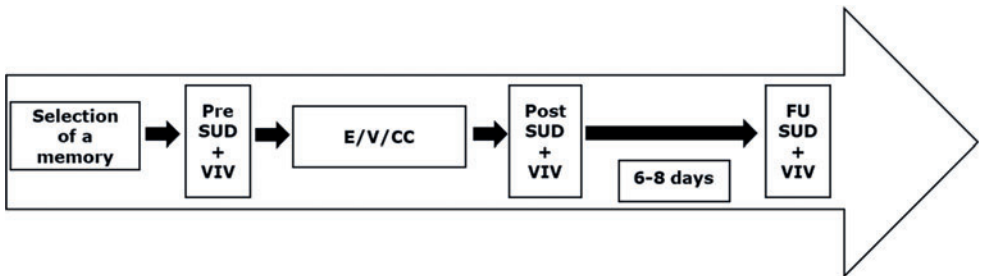 Selection
of a
memory
Pre
SUD
+
VIV
E/V/CC
Post
SUD
+
VIV
6-8 days
FU
SUD
+
VIV